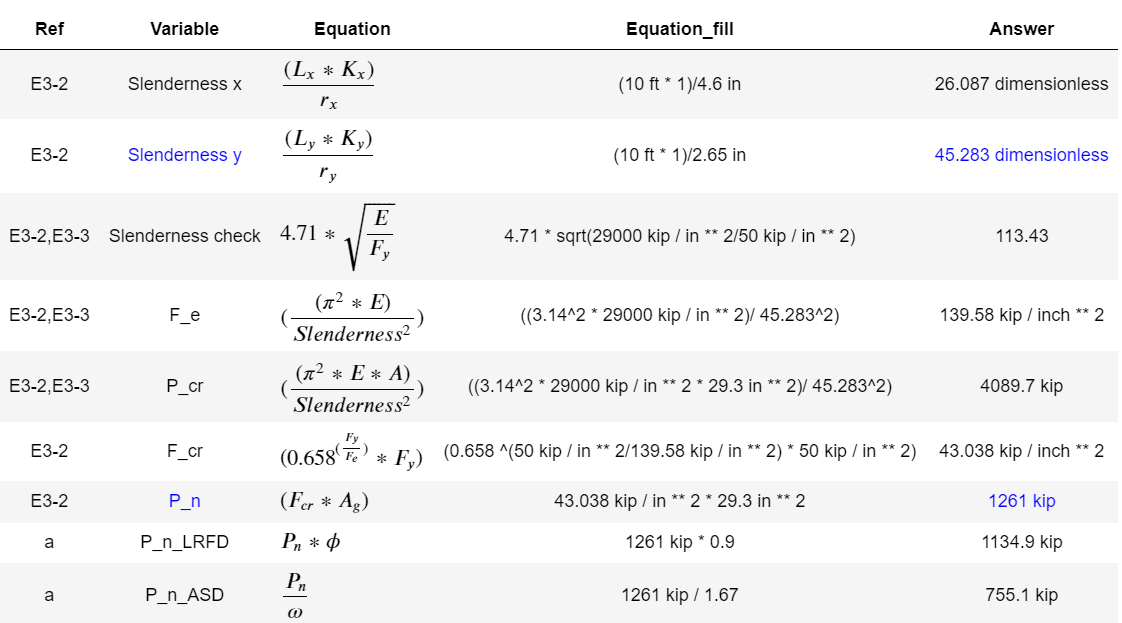 Ref Variable Equation Equation_fill Answer
E3-2 Slenderness x (L_x * K_x)/r_x (10 ft * 1)/4.6 in 26.087 dimensionless
E3-2 Slenderness y (L_y * K_y)/r_y (10 ft * 1)/2.65 in 45.283 dimensionless
E3-2,E3-3 Slenderness check 4.71 * √(E/F_y) 4.71 * sqrt(29000 kip / in ** 2/50 kip / in ** 2) 113.43
E3-2,E3-3 F_e ((π² * E)/Slenderness²) ((3.14^2 * 29000 kip / in ** 2)/ 45.283^2) 139.58 kip / inch ** 2
E3-2,E3-3 P_cr ((π² * E * A)/Slenderness²) ((3.14^2 * 29000 kip / in ** 2 * 29.3 in ** 2)/ 45.283^2) 4089.7 kip
E3-2 F_cr (0.658^(F_y/F_e) * F_y) (0.658 ^(50 kip / in ** 2/139.58 kip / in ** 2) * 50 kip / in ** 2) 43.038 kip / inch ** 2
E3-2 P_n (F_cr * A_g) 43.038 kip / in ** 2 * 29.3 in ** 2 1261 kip
a P_n_LRFD P_n * ϕ 1261 kip * 0.9 1134.9 kip
a P_n_ASD P_n/ω 1261 kip / 1.67 755.1 kip